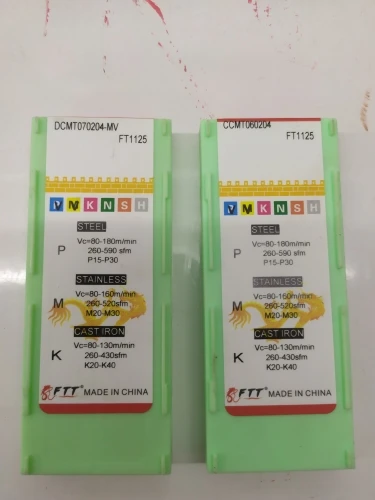 DCMT070204-MV
FT1125
P M K N S H
STEEL
P
Vc=80-180m/min
260-590 sfm
P15-P30
STAINLESS
M
Vc=80-160m/min
260-520sfm
M20-M30
CAST IRON
K
Vc=80-130m/min
260-430sfm
K20-K40
FTT® MADE IN CHINA
CCMT060204
FT1125
P M K N S H
STEEL
P
Vc=80-180m/min
260-590 sfm
P15-P30
STAINLESS
M
Vc=80-160m/min
260-520sfm
M20-M30
CAST IRON
K
Vc=80-130m/min
260-430sfm
K20-K40
FTT® MADE IN CHINA